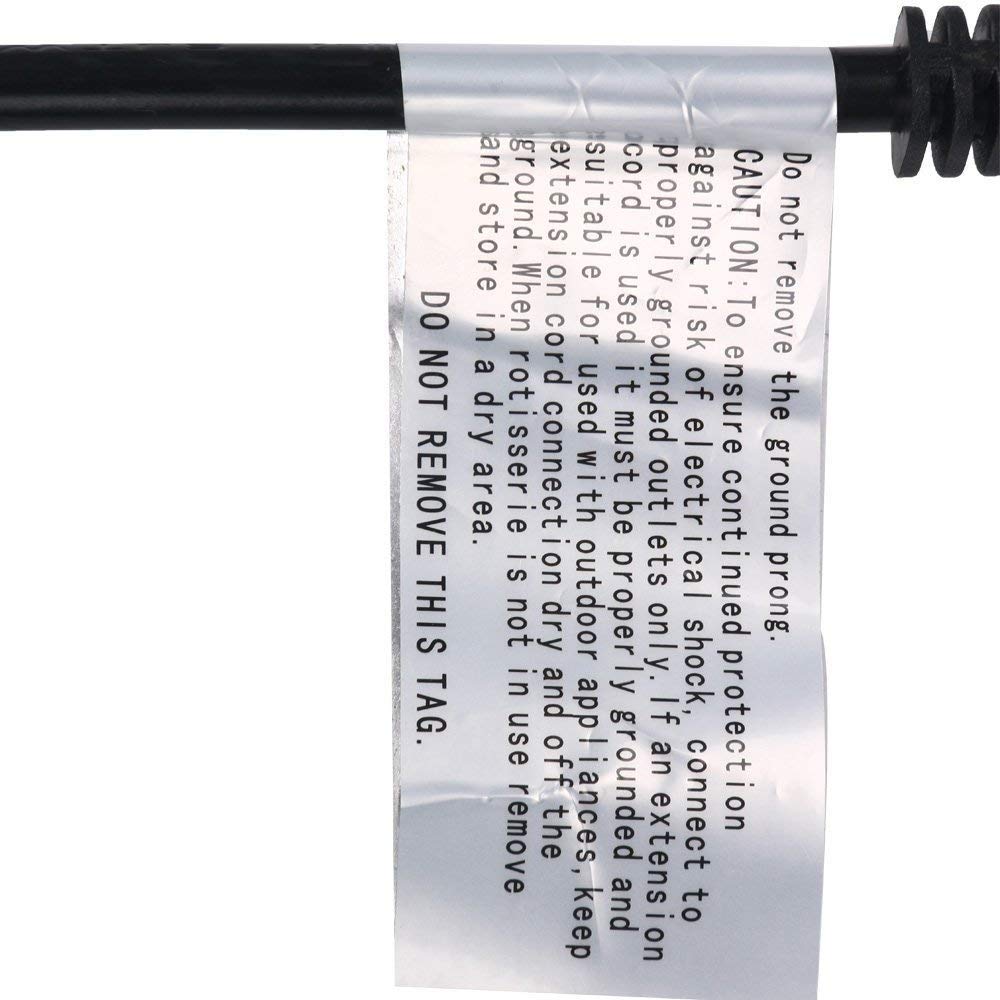 Do not remove the ground prong.
CAUTION:To ensure continued protection
against risk of electrical shock, connect to
properly grounded outlets only. If an extension
cord is used it must be properly grounded and
suitable for used with outdoor appliances, keep
extension cord connection dry and off the
ground. When rotisserie is not in use remove
and store in a dry area.
DO NOT REMOVE THIS TAG.